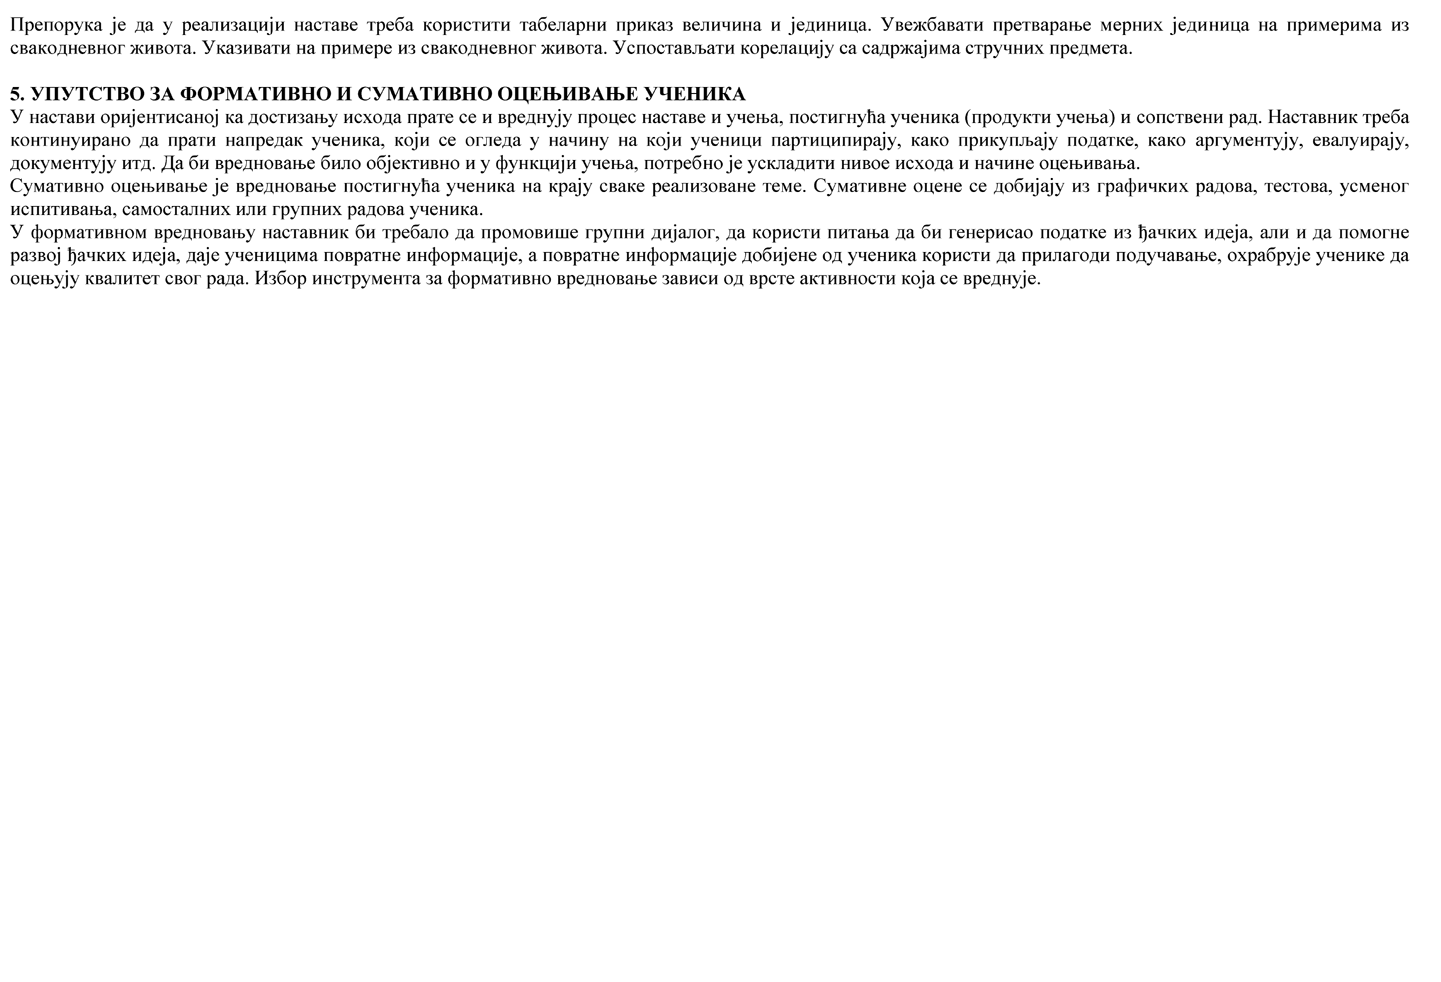 Препорука је да у реализацији наставе треба користити табеларни приказ величина и јединица. Увежбавати претварање мерних јединица на примерима из
свакодневног живота. Указивати на примере из свакодневног живота. Успостављати корелацију са садржајима стручних предмета.
5. УПУТСТВО ЗА ФОРМАТИВНО И СУМАТИВНО ОЦЕЊИВАЊЕ УЧЕНИКА
У настави оријентисаној ка достизању исхода прате се и вреднују процес наставе и учења, постигнућа ученика (продукти учења) и сопствени рад. Наставник треба
континуирано да прати напредак ученика, који се огледа у начину на који ученици партиципирају, како прикупљају податке, како аргументују, евалуирају,
документују итд. Да би вредновање било објективно и у функцији учења, потребно је ускладити нивое исхода и начине оцењивања.
Сумативно оцењивање је вредновање постигнућа ученика на крају сваке реализоване теме. Сумативне оцене се добијају из графичких радова, тестова, усменог
испитивања, самосталних или групних радова ученика.
У формативном вредновању наставник би требало да промовише групни дијалог, да користи питања да би генерисао податке из ђачких идеја, али и да помогне
развој ђачких идеја, даје ученицима повратне информације, а повратне информације добијене од ученика користи да прилагоди подучавање, охрабрује ученике да
оцењују квалитет свог рада. Избор инструмента за формативно вредновање зависи од врсте активности која се вреднује.